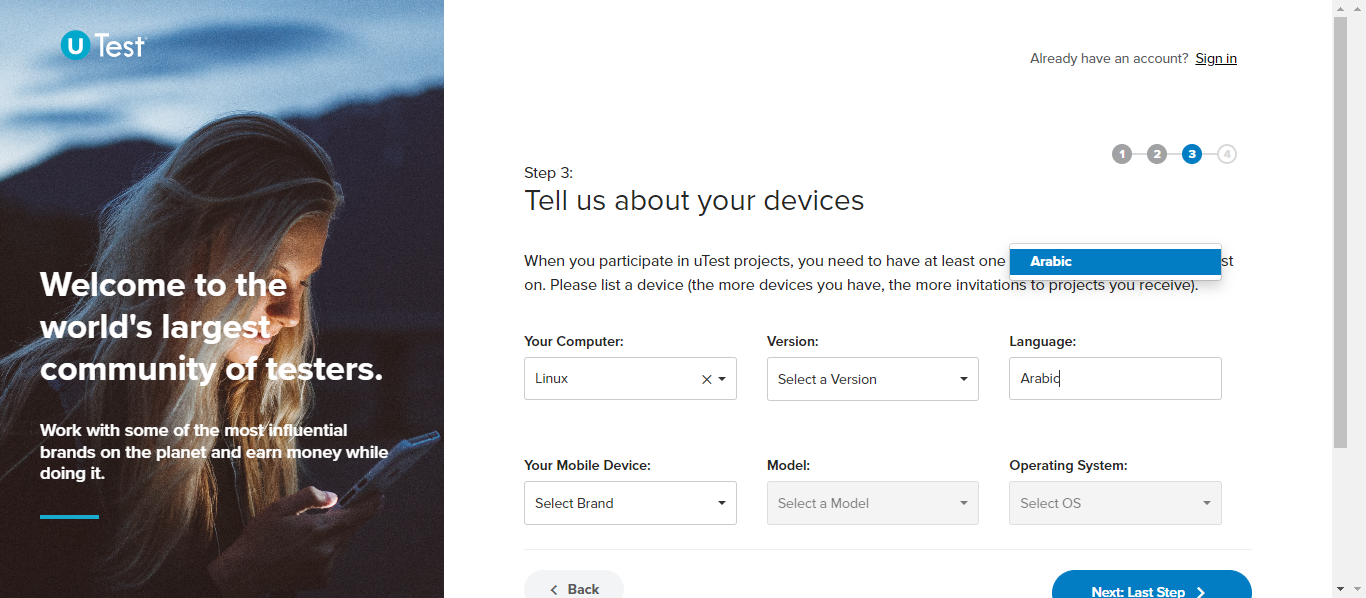 uTest
Already have an account? Sign in
1 2 3 4
Step 3:
Tell us about your devices
When you participate in uTest projects, you need to have at least one
Arabic
st
on. Please list a device (the more devices you have, the more invitations to projects you receive).
Welcome to the
world's largest
community of testers.
Work with some of the most influential
brands on the planet and earn money while
doing it.
Your Computer: Version: Language:
Linux Select a Version Arabic
Your Mobile Device: Model: Operating System:
Select Brand Select a Model Select OS
Back Next: Last Step